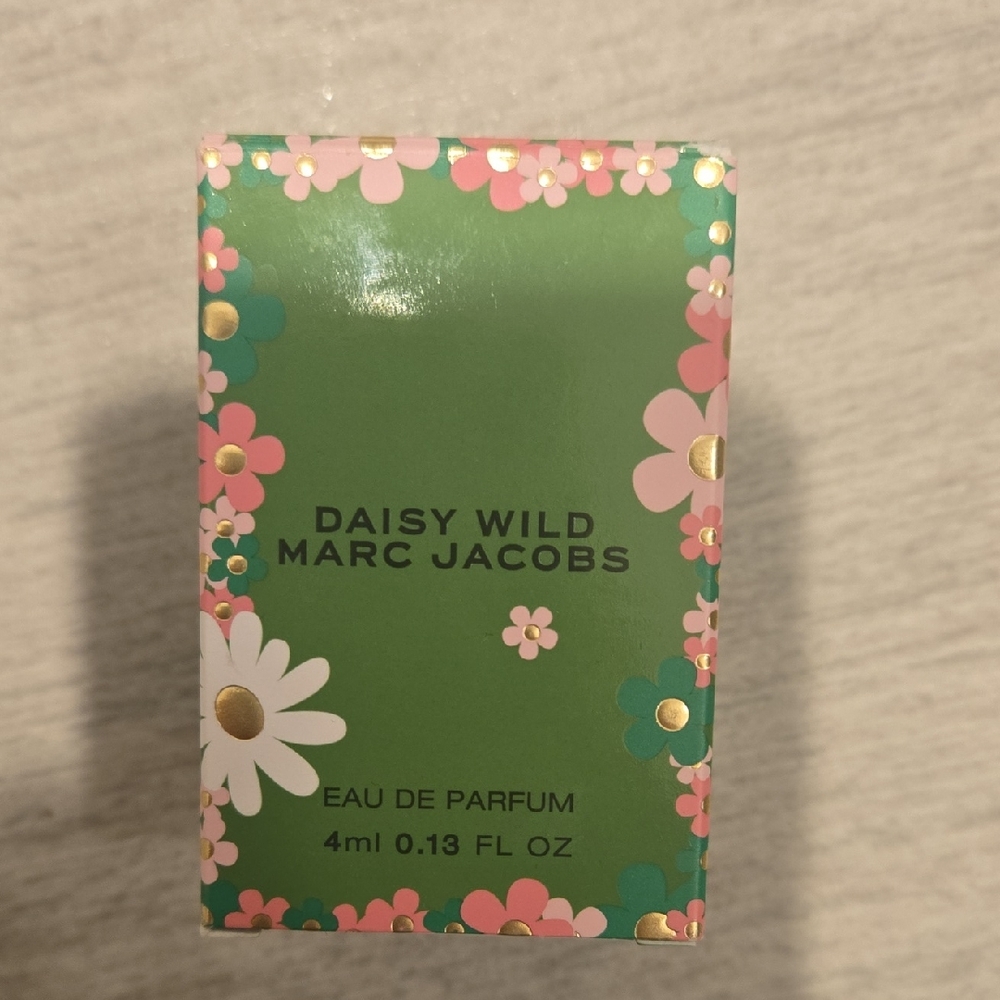 DAISY WILD
MARC JACOBS
EAU DE PARFUM
4ml 0.13 FL OZ